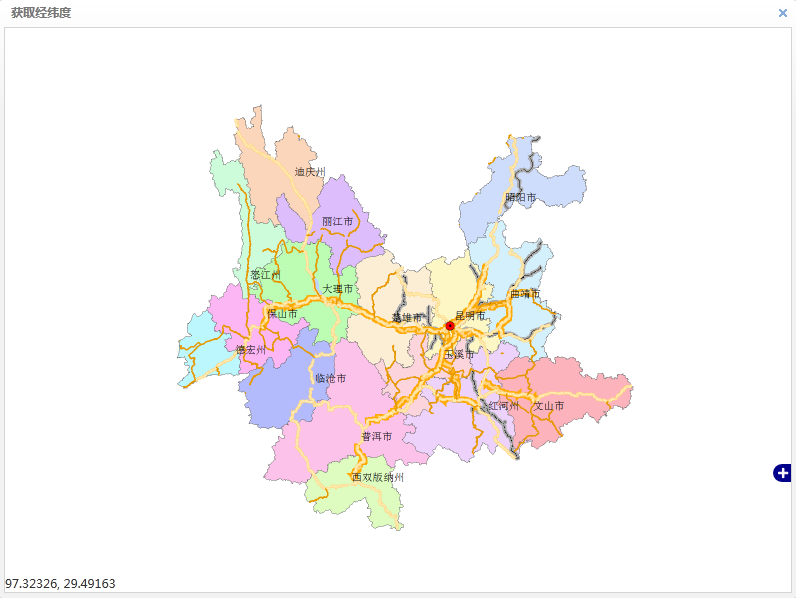 获取经纬度
迪庆州
昭阳市
丽江市
怒江州
大理市
曲靖市
保山市
楚雄市
昆明市
德宏州
玉溪市
临沧市
红河州
文山市
普洱市
西双版纳州
97.32326, 29.49163